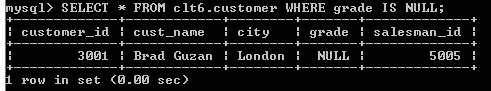 mysql> SELECT * FROM clt6.customer WHERE grade IS NULL;
+-------------+------------+--------+-------+-------------+
| customer_id | cust_name  | city   | grade | salesman_id |
+-------------+------------+--------+-------+-------------+
|        3001 | Brad Guzan | London |  NULL |        5005 |
+-------------+------------+--------+-------+-------------+
1 row in set (0.00 sec)